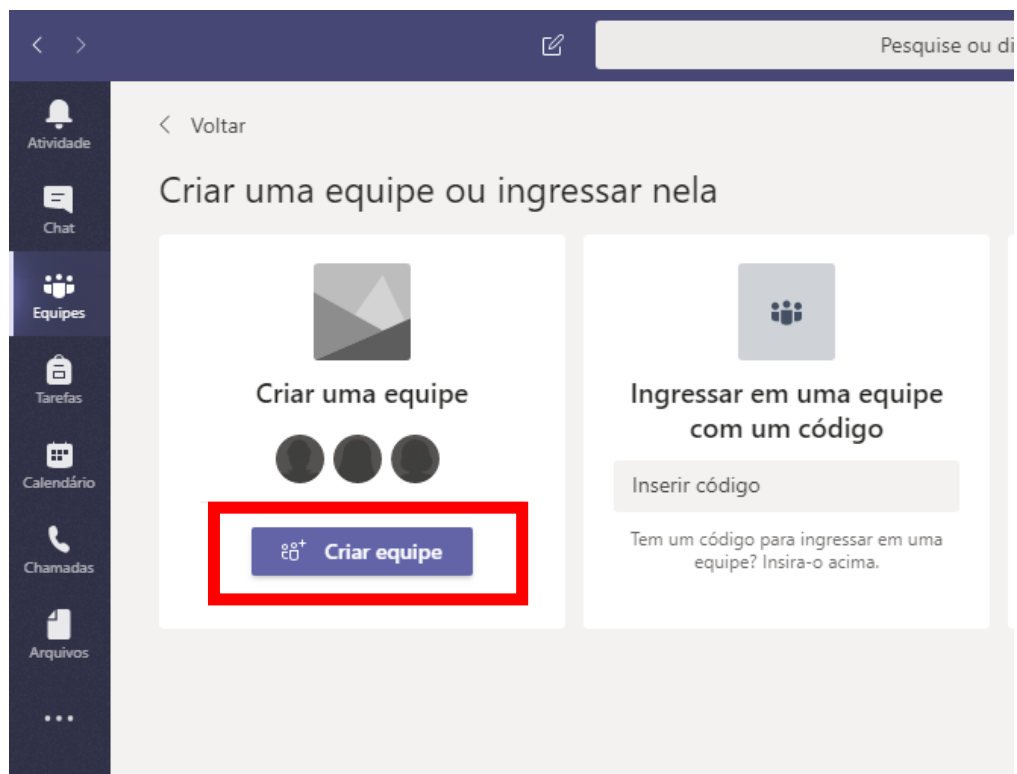 Pesquise ou di
Atividade
Chat
Equipes
Tarefas
Calendário
Chamadas
Arquivos
Voltar
Criar uma equipe ou ingressar nela
Criar uma equipe
Criar equipe
Ingressar em uma equipe
com um código
Inserir código
Tem um código para ingressar em uma
equipe? Insira-o acima.